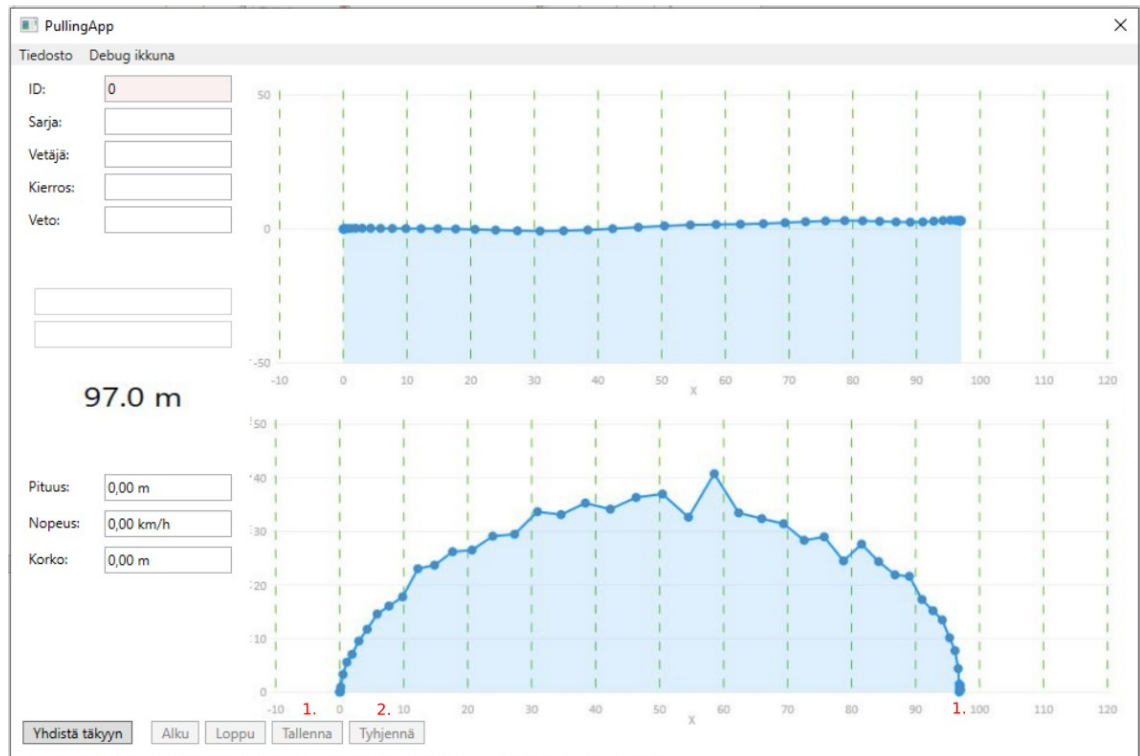 PullingApp
Tiedosto Debug ikkuna
ID: 0
Sarja:
Vetäjä:
Kierros:
Veto:
97.0 m
Pituus: 0,00 m
Nopeus: 0,00 km/h
Korko: 0,00 m
50
0
-50
-10 0 10 20 30 40 50 60 70 80 90 100 110 120
X
50
40
30
20
10
0
-10 1. 0 2. 10 20 30 40 50 60 70 80 90 1. 100 110 120
X
Yhdistä täkyyn Alku Loppu Tallenna Tyhjennä